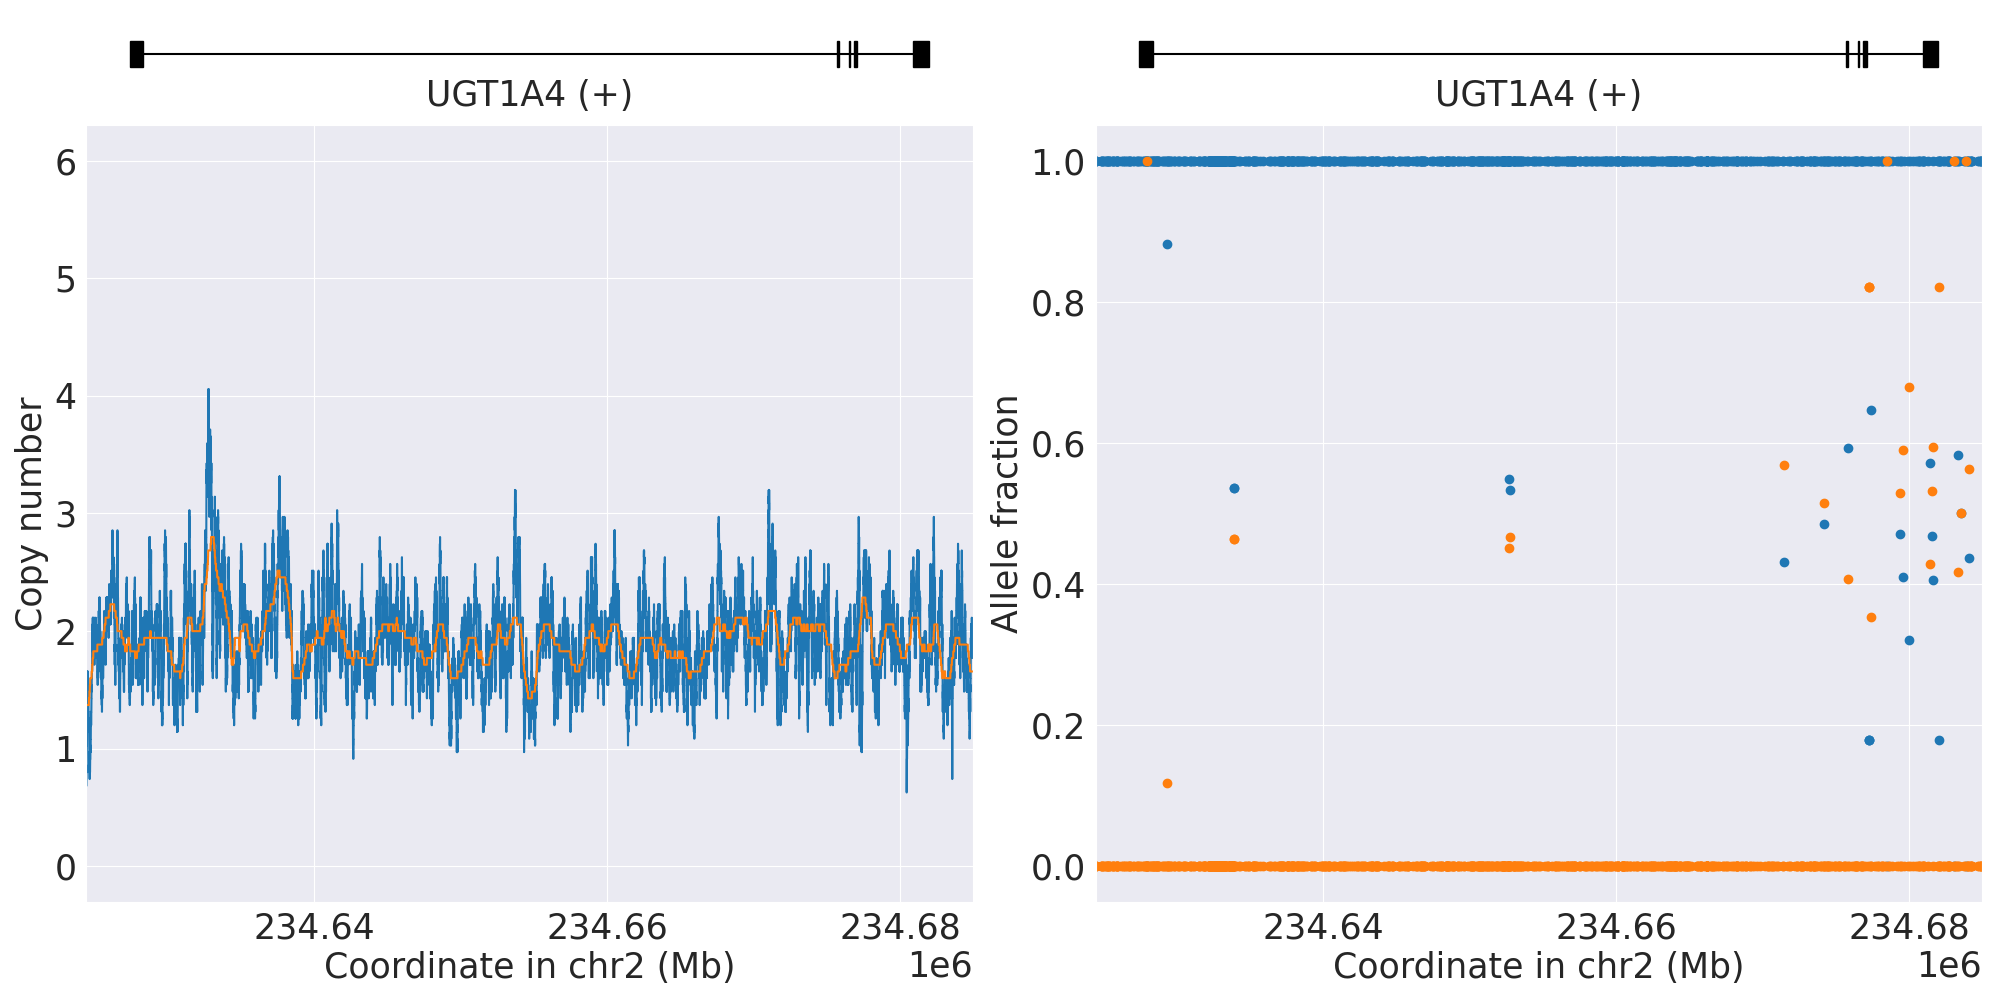 UGT1A4 (+)
6
5
4
3
2
1
0
Copy number
234.64
234.66
234.68
1e6
Coordinate in chr2 (Mb)
UGT1A4 (+)
1.0
0.8
0.6
0.4
0.2
0.0
Allele fraction
234.64
234.66
234.68
1e6
Coordinate in chr2 (Mb)